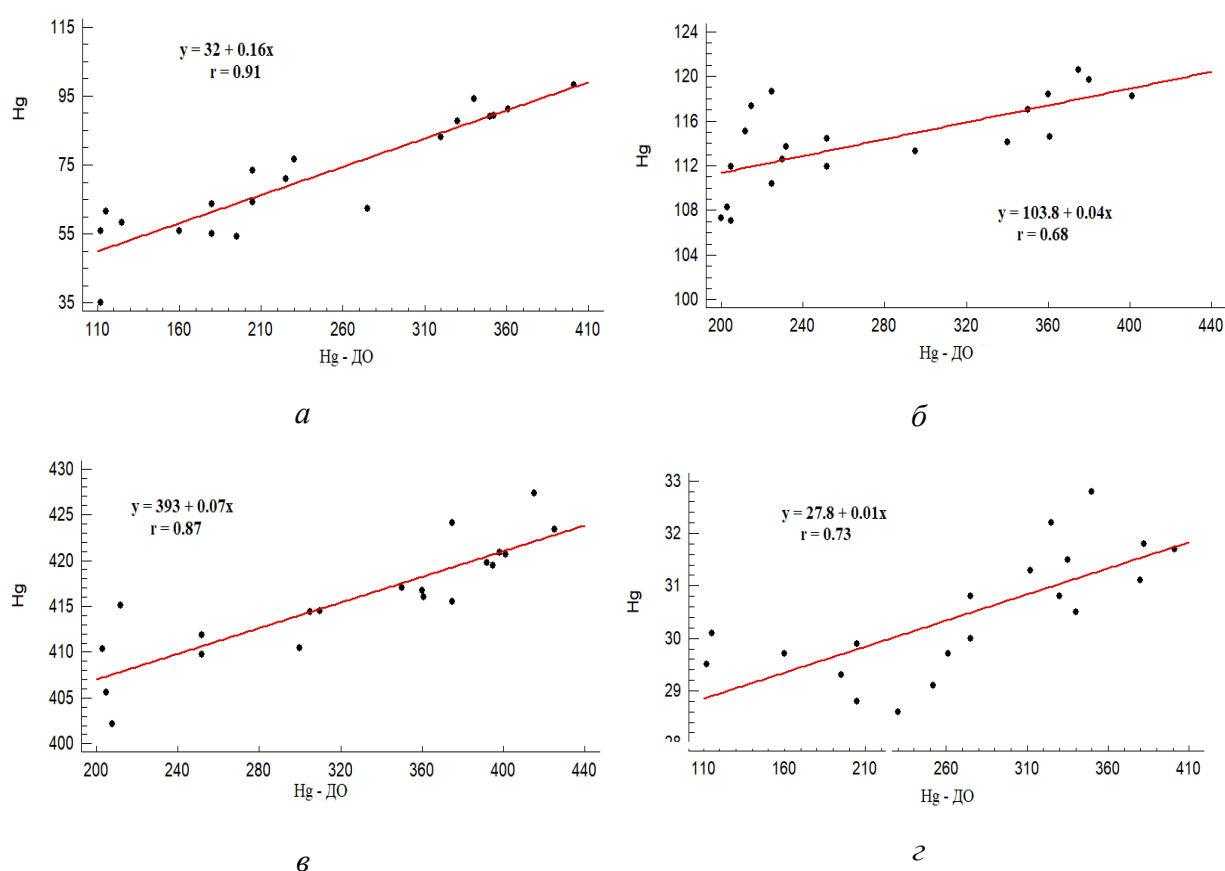 115
95
75
55
35
Hg
y = 32 + 0.16x
r = 0.91
110 160 210 260 310 360 410
Hg - ДО
а
124
120
116
112
108
104
100
Hg
y = 103.8 + 0.04x
r = 0.68
200 240 280 320 360 400 440
Hg - ДО
б
430
425
420
415
410
405
400
Hg
y = 393 + 0.07x
r = 0.87
200 240 280 320 360 400 440
Hg - ДО
в
33
32
31
30
29
28
Hg
y = 27.8 + 0.01x
r = 0.73
110 160 210 260 310 360 410
Hg - ДО
г